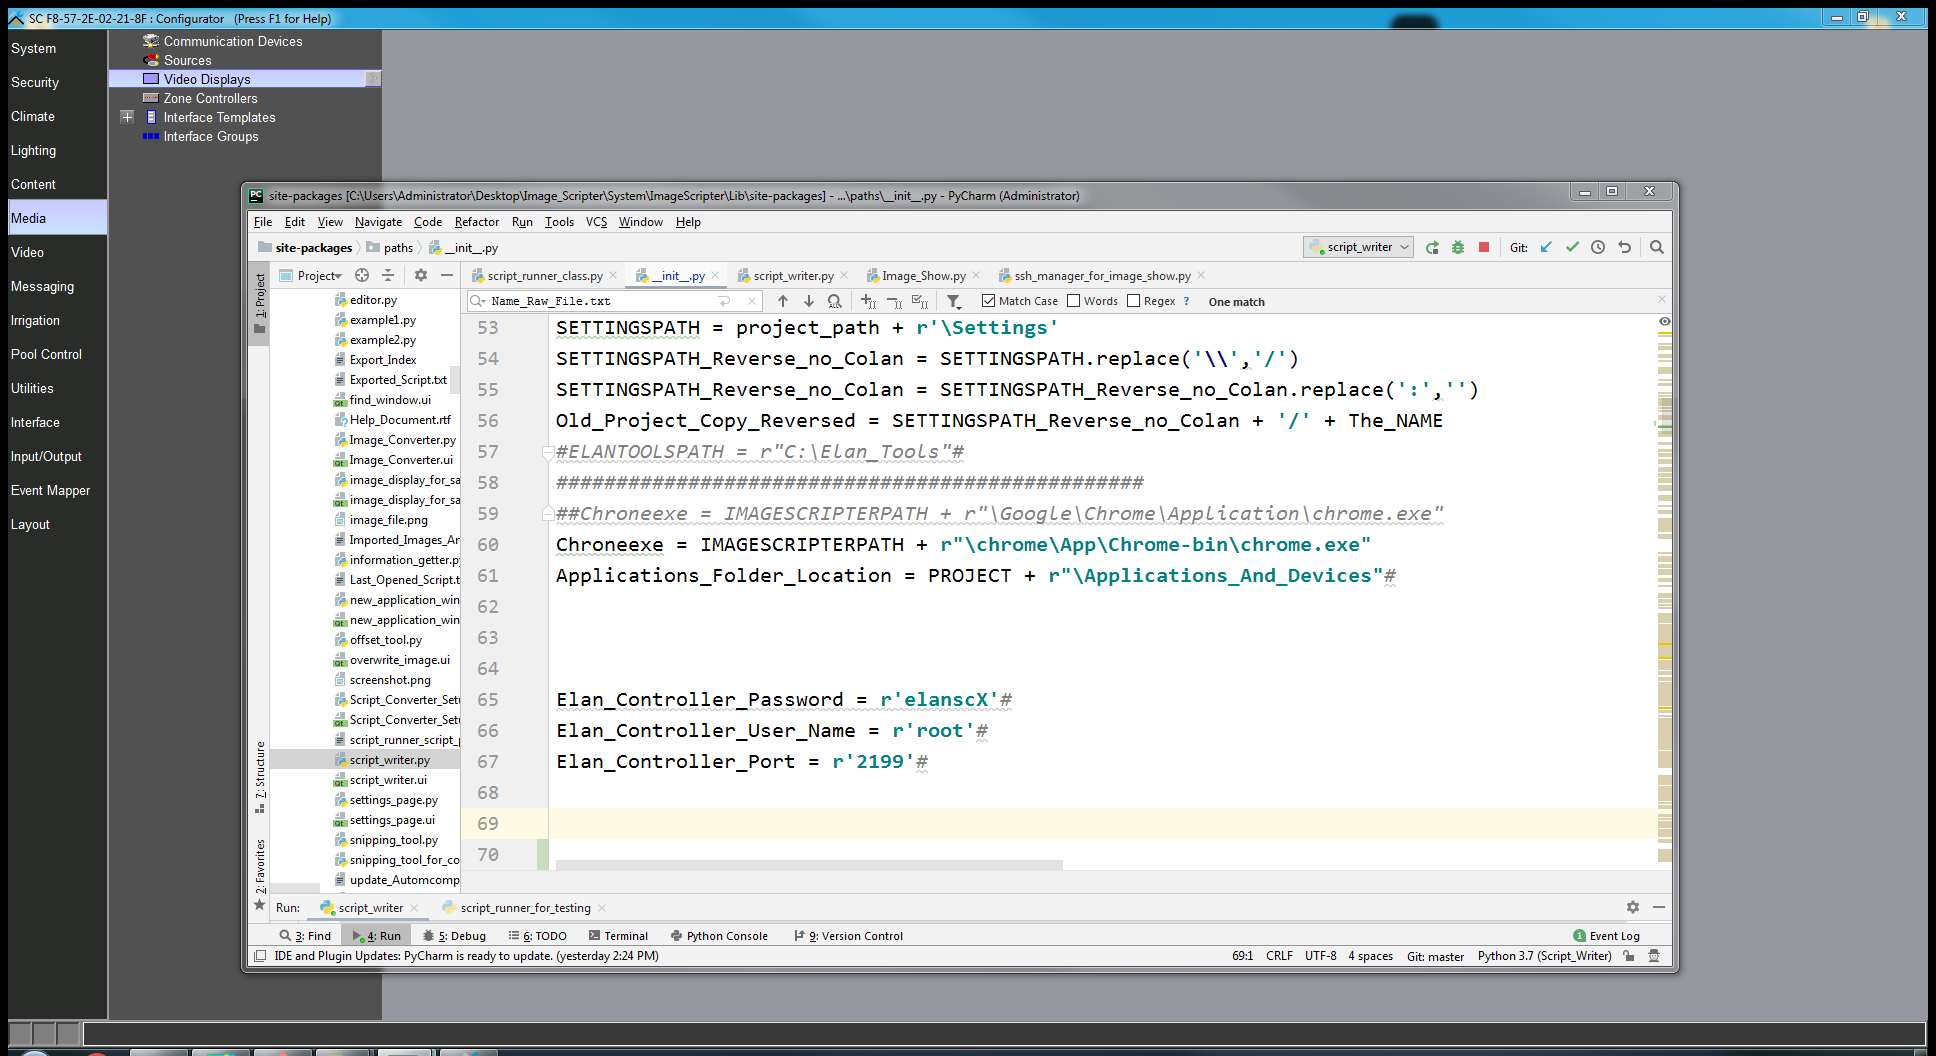 SC F8-57-2E-02-21-8F : Configurator   (Press F1 for Help)
System
Security
Climate
Lighting
Content
Media
Video
Messaging
Irrigation
Pool Control
Utilities
Interface
Input/Output
Event Mapper
Layout
Communication Devices
Sources
Video Displays
Zone Controllers
Interface Templates
Interface Groups
PC site-packages [C:\Users\Administrator\Desktop\Image_Scripter\System\ImageScripter\Lib\site-packages] - ...\paths\__init__.py - PyCharm (Administrator)
File Edit View Navigate Code Refactor Run Tools VCS Window Help
site-packages paths __init__.py script_writer Git:
1: Project
7: Structure
2: Favorites
Project
editor.py
example1.py
example2.py
Export_Index
Exported_Script.txt
find_window.ui
Help_Document.rtf
Image_Converter.py
Image_Converter.ui
image_display_for_sa
image_display_for_sa
image_file.png
Imported_Images_An
information_getter.p
Last_Opened_Script.t
new_application_win
new_application_win
offset_tool.py
overwrite_image.ui
screenshot.png
Script_Converter_Set
Script_Converter_Set
script_runner_script_
script_writer.py
script_writer.ui
settings_page.py
settings_page.ui
snipping_tool.py
snipping_tool_for_co
update_Automcomp
script_runner_class.py __init__.py script_writer.py Image_Show.py ssh_manager_for_image_show.py
Name_Raw_File.txt Match Case Words Regex ? One match
53 SETTINGSPATH = project_path + r'\Settings'
54 SETTINGSPATH_Reverse_no_Colan = SETTINGSPATH.replace('\\','/')
55 SETTINGSPATH_Reverse_no_Colan = SETTINGSPATH_Reverse_no_Colan.replace(':','')
56 Old_Project_Copy_Reversed = SETTINGSPATH_Reverse_no_Colan + '/' + The_NAME
57 #ELANTOOLSPATH = r"C:\Elan_Tools"#
58 #################################################
59 ##Chroneexe = IMAGESCRIPTERPATH + r"\Google\Chrome\Application\chrome.exe"
60 Chroneexe = IMAGESCRIPTERPATH + r"\chrome\App\Chrome-bin\chrome.exe"
61 Applications_Folder_Location = PROJECT + r"\Applications_And_Devices"#
62
63
64
65 Elan_Controller_Password = r'elanscX'#
66 Elan_Controller_User_Name = r'root'#
67 Elan_Controller_Port = r'2199'#
68
69
70
Run: script_writer script_runner_for_testing
3: Find 4: Run 5: Debug 6: TODO Terminal Python Console 9: Version Control 1 Event Log
IDE and Plugin Updates: PyCharm is ready to update. (yesterday 2:24 PM) 69:1 CRLF UTF-8 4 spaces Git: master Python 3.7 (Script_Writer)